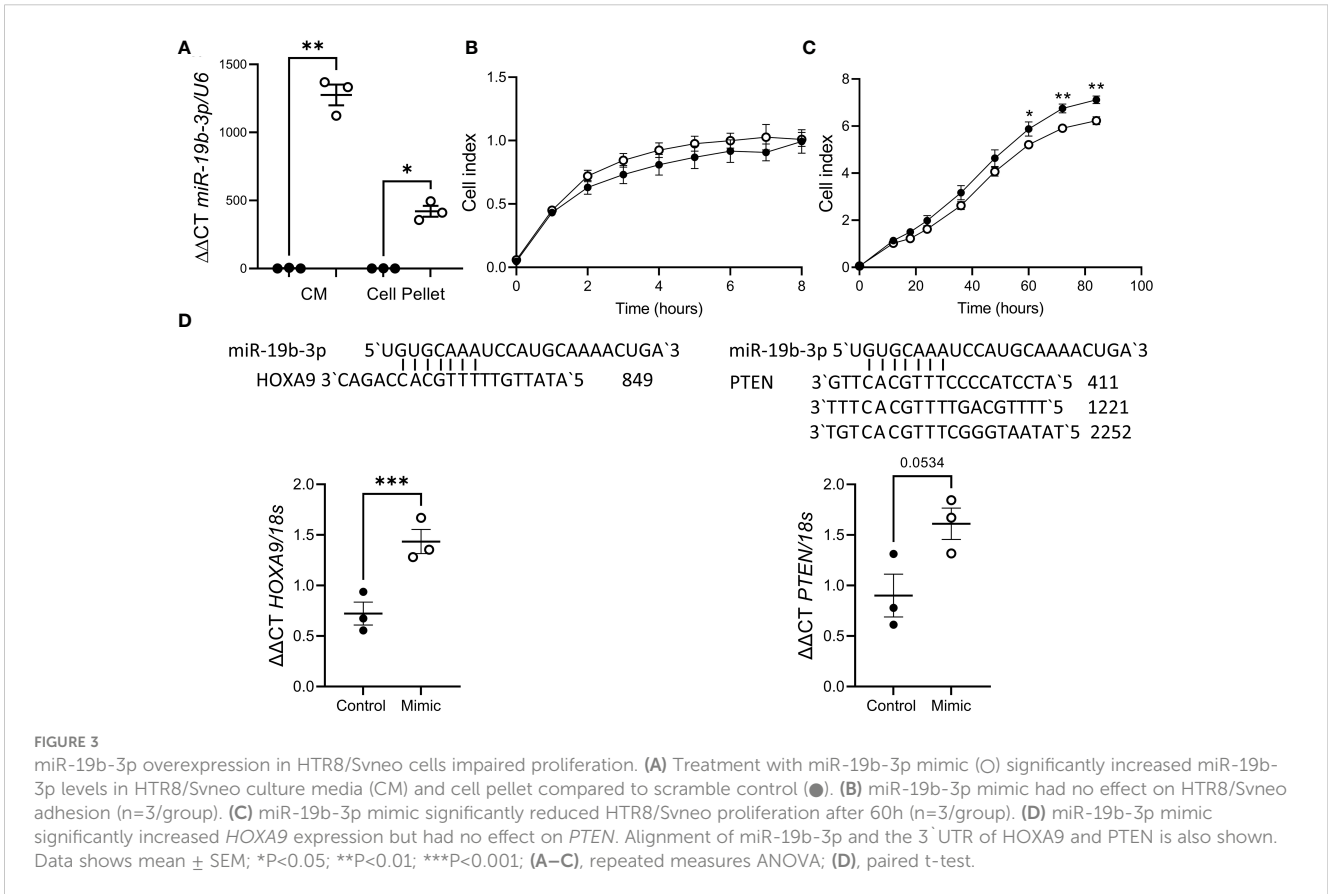 A
**
1500
1000
500
0
ΔΔCT miR-19b-3p/U6
*
CM
Cell Pellet
B
1.5
1.0
0.5
0.0
Cell index
0
2
4
6
8
Time (hours)
C
8
6
4
2
0
Cell index
*
**
**
0
20
40
60
80
100
Time (hours)
D
miR-19b-3p 5`UGUGCAAAUCCAUGCAAAACUGA`3
HOXA9 3`CAGACCACGTTTTTGTTATA`5 849
miR-19b-3p 5`UGUGCAAAUCCAUGCAAAACUGA`3
PTEN 3`GTTCACGTTTCCCCATCCTA`5 411
3`TTTCACGTTTTGACGTTTT`5 1221
3`TGTCACGTTTCGGGTAATAT`5 2252
***
2.0
1.5
1.0
0.5
0.0
ΔΔCT HOXA9/18s
Control
Mimic
0.0534
2.0
1.5
1.0
0.5
0.0
ΔΔCT PTEN/18s
Control
Mimic
FIGURE 3
miR-19b-3p overexpression in HTR8/Svneo cells impaired proliferation. (A) Treatment with miR-19b-3p mimic (○) significantly increased miR-19b-
3p levels in HTR8/Svneo culture media (CM) and cell pellet compared to scramble control (●). (B) miR-19b-3p mimic had no effect on HTR8/Svneo
adhesion (n=3/group). (C) miR-19b-3p mimic significantly reduced HTR8/Svneo proliferation after 60h (n=3/group). (D) miR-19b-3p mimic
significantly increased HOXA9 expression but had no effect on PTEN. Alignment of miR-19b-3p and the 3`UTR of HOXA9 and PTEN is also shown.
Data shows mean ± SEM; *P<0.05; **P<0.01; ***P<0.001; (A–C), repeated measures ANOVA; (D), paired t-test.